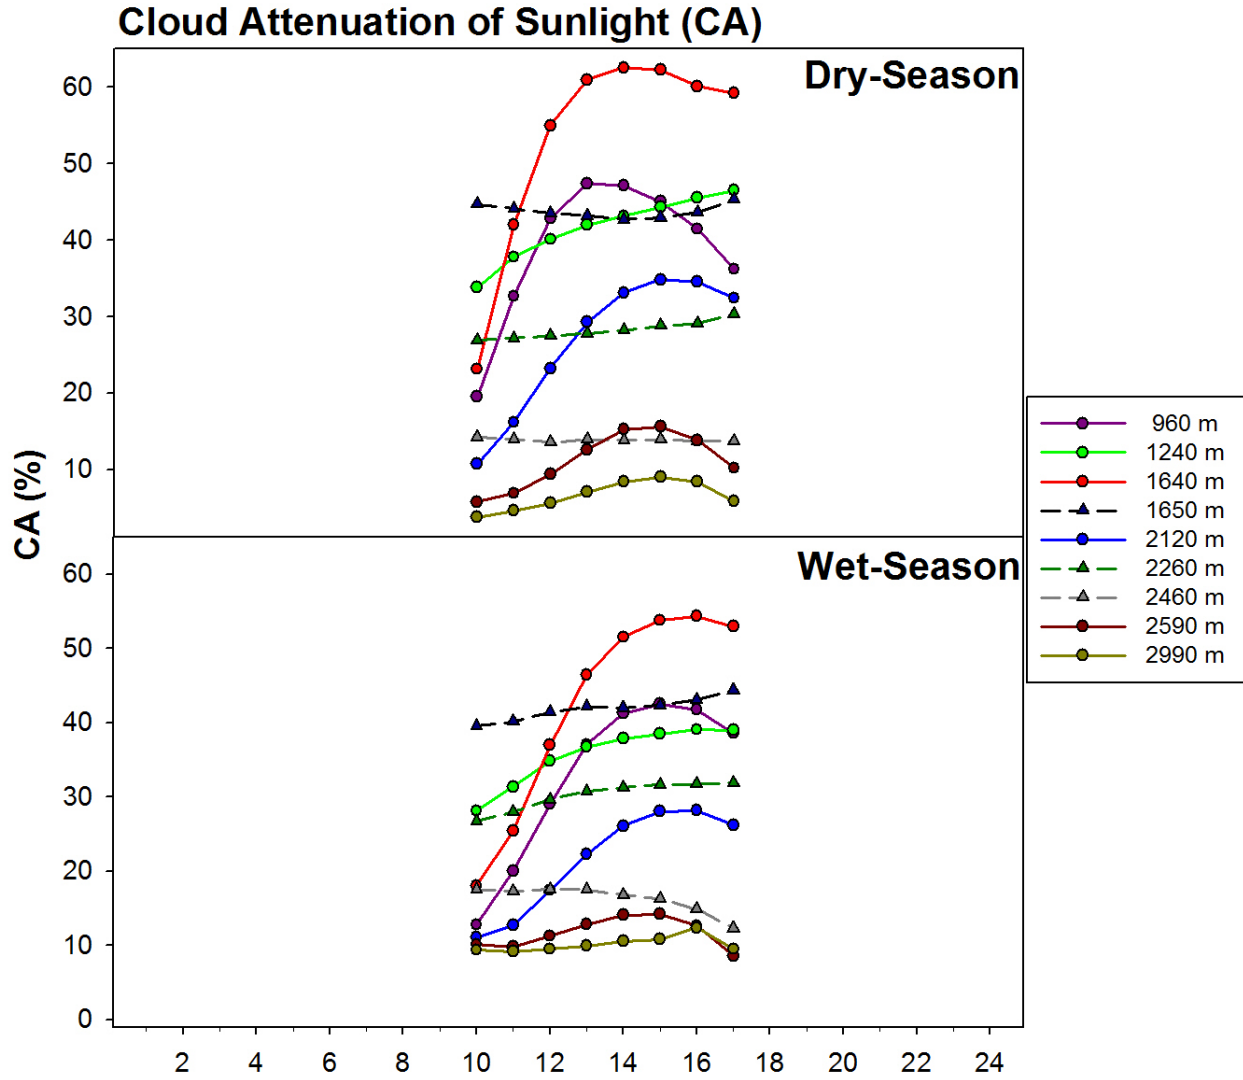 Cloud Attenuation of Sunlight (CA)
Dry-Season
60
50
40
30
20
10
CA (%)
Wet-Season
60
50
40
30
20
10
0
2 4 6 8 10 12 14 16 18 20 22 24
960 m
1240 m
1640 m
1650 m
2120 m
2260 m
2460 m
2590 m
2990 m